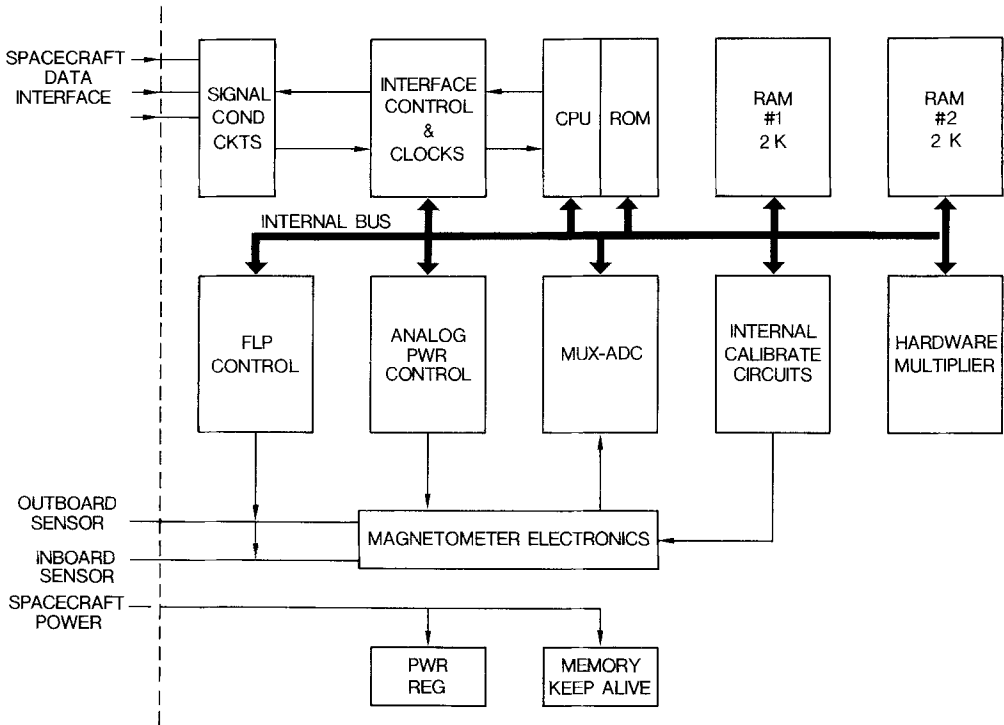 SPACECRAFT
DATA
INTERFACE
SIGNAL
COND
CKTS
INTERFACE
CONTROL
&
CLOCKS
CPU
ROM
RAM
#1
2 K
RAM
#2
2 K
INTERNAL BUS
FLP
CONTROL
ANALOG
PWR
CONTROL
MUX-ADC
INTERNAL
CALIBRATE
CIRCUITS
HARDWARE
MULTIPLIER
OUTBOARD
SENSOR
MAGNETOMETER ELECTRONICS
INBOARD
SENSOR
SPACECRAFT
POWER
PWR
REG
MEMORY
KEEP ALIVE